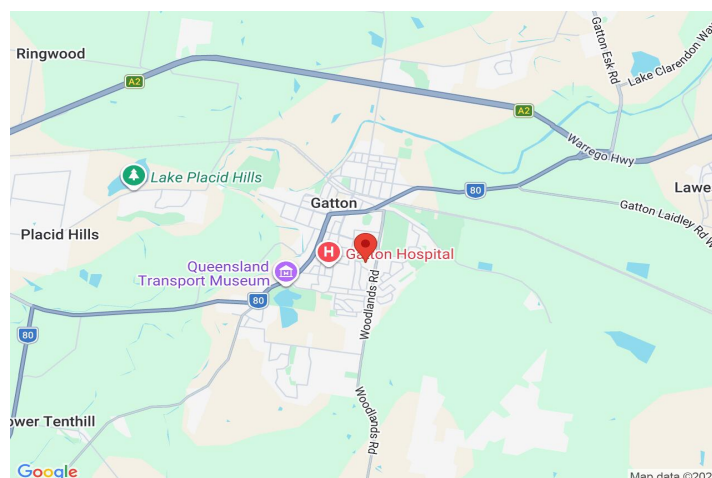 Ringwood
A2
Gatton Esk Rd
Lake Clarendon Way
A2
Warrego Hwy
Lake Placid Hills
80
Gatton
Lawe
Gatton Laidley Rd W
Placid Hills
H
Gatton Hospital
Queensland
Transport Museum
80
Woodlands Rd
80
Woodlands Rd
ower Tenthill
Google
Map data ©202